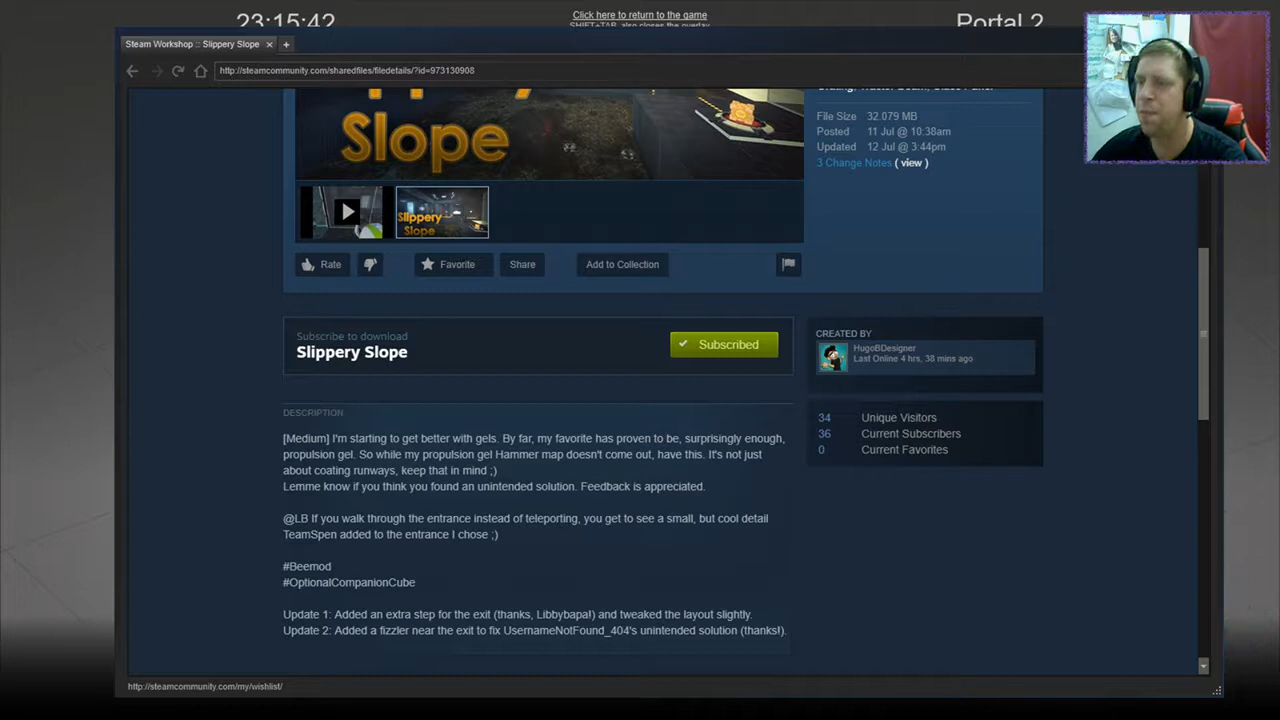 23:15:42
Click here to return to the game
SHIFT+TAB also closes the overlay
Portal 2
Steam Workshop :: Slippery Slope
http://steamcommunity.com/sharedfiles/filedetails/?id=973130908
Slippery
Slope
File Size 32.079 MB
Posted 11 Jul @ 10:38am
Updated 12 Jul @ 3:44pm
3 Change Notes ( view )
Slippery
Slope
Rate
Favorite
Share
Add to Collection
Subscribe to download
Slippery Slope
Subscribed
CREATED BY
HugoBDesigner
Last Online 4 hrs, 38 mins ago
34 Unique Visitors
36 Current Subscribers
0 Current Favorites
DESCRIPTION
[Medium] I'm starting to get better with gels. By far, my favorite has proven to be, surprisingly enough,
propulsion gel. So while my propulsion gel Hammer map doesn't come out, have this. It's not just
about coating runways, keep that in mind ;)
Lemme know if you think you found an unintended solution. Feedback is appreciated.
@LB If you walk through the entrance instead of teleporting, you get to see a small, but cool detail
TeamSpen added to the entrance I chose ;)
#Beemod
#OptionalCompanionCube
Update 1: Added an extra step for the exit (thanks, Libbybapa!) and tweaked the layout slightly.
Update 2: Added a fizzler near the exit to fix UsernameNotFound_404's unintended solution (thanks!).
http://steamcommunity.com/my/wishlist/